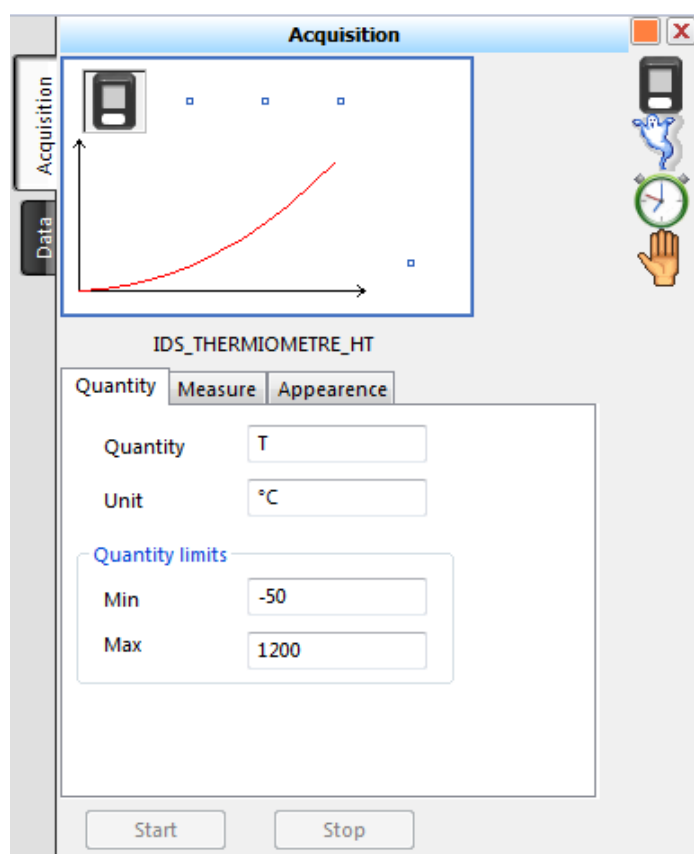 Acquisition
Acquisition
Data
IDS_THERMIOMETRE_HT
Quantity Measure Appearence
Quantity T
Unit °C
Quantity limits
Min -50
Max 1200
Start Stop